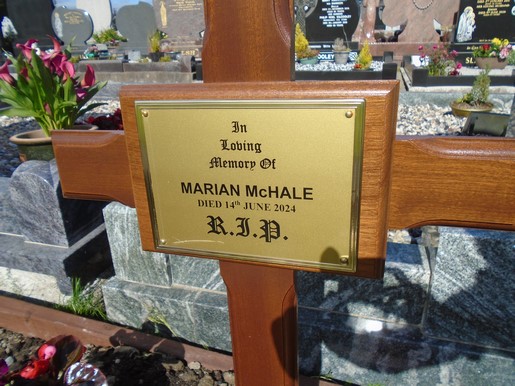 In
Loving
Memory Of
MARIAN McHALE
DIED 14th JUNE 2024
R.I.P.